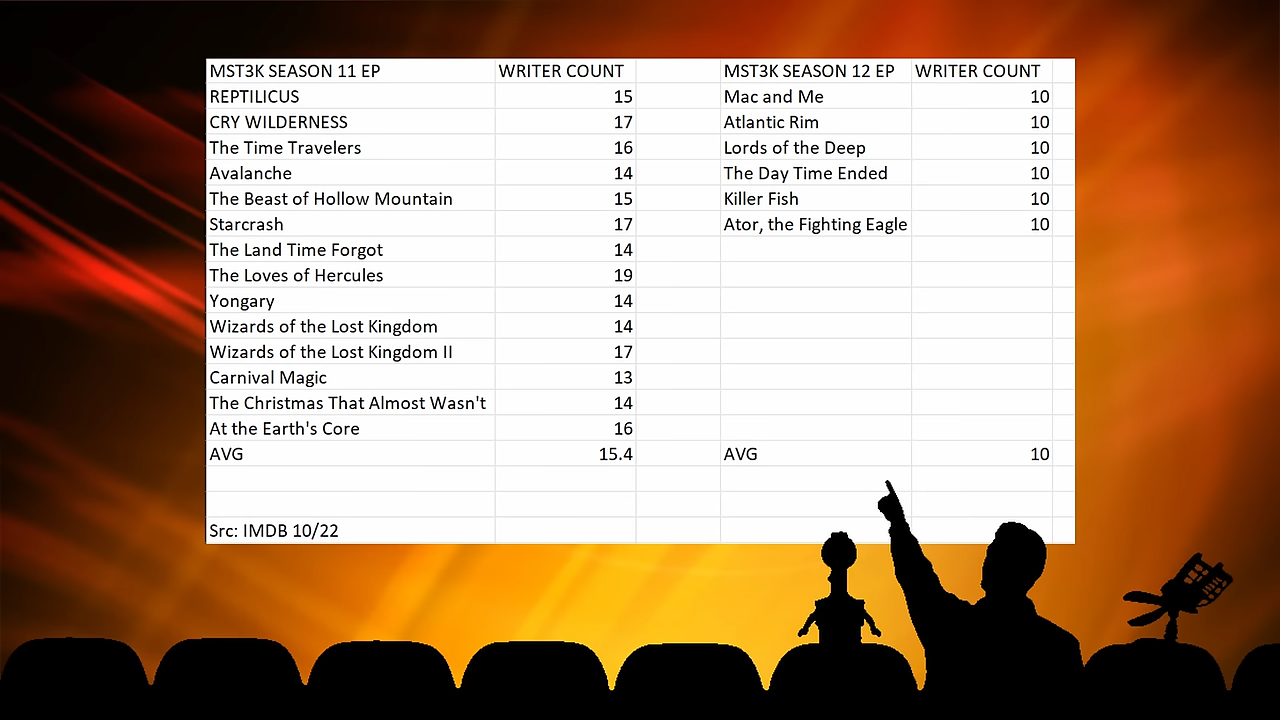 MST3K SEASON 11 EP WRITER COUNT MST3K SEASON 12 EP WRITER COUNT
REPTILICUS 15 Mac and Me 10
CRY WILDERNESS 17 Atlantic Rim 10
The Time Travelers 16 Lords of the Deep 10
Avalanche 14 The Day Time Ended 10
The Beast of Hollow Mountain 15 Killer Fish 10
Starcrash 17 Ator, the Fighting Eagle 10
The Land Time Forgot 14
The Loves of Hercules 19
Yongary 14
Wizards of the Lost Kingdom 14
Wizards of the Lost Kingdom II 17
Carnival Magic 13
The Christmas That Almost Wasn't 14
At the Earth's Core 16
AVG 15.4 AVG 10
Src: IMDB 10/22